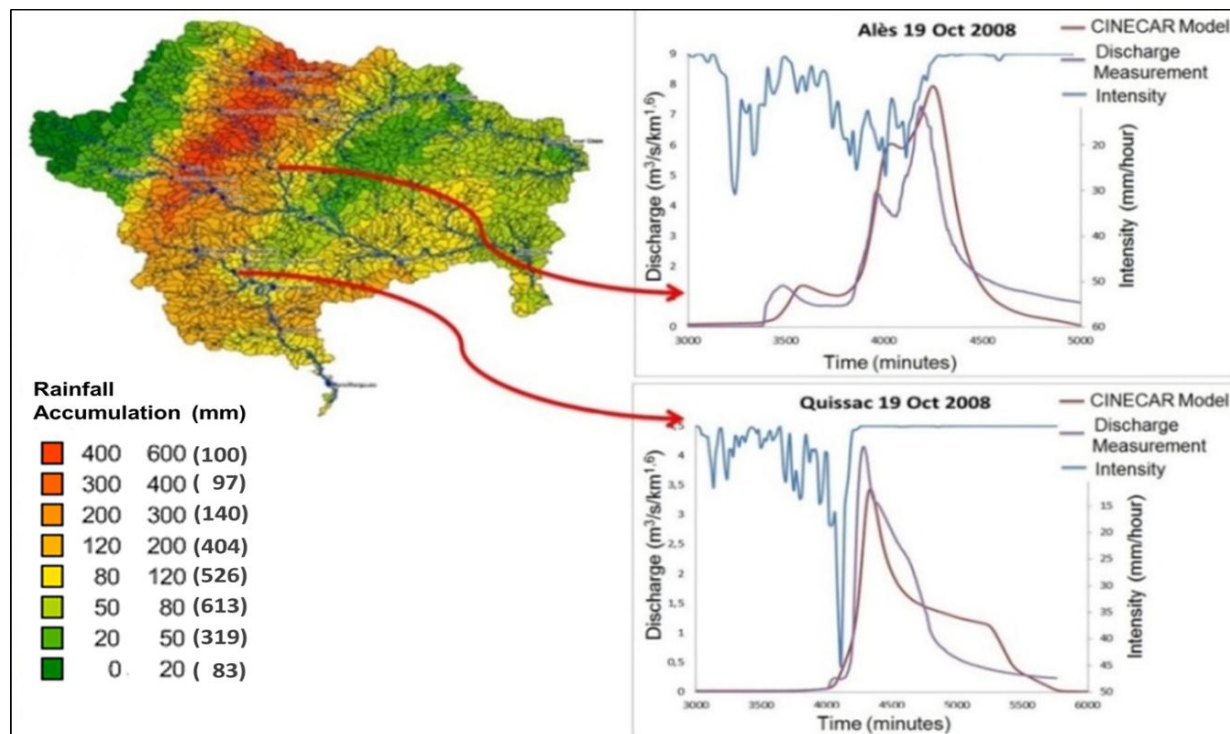 Rainfall
Accumulation (mm)
400 600 (100)
300 400 ( 97)
200 300 (140)
120 200 (404)
80 120 (526)
50 80 (613)
20 50 (319)
0 20 ( 83)
Alès 19 Oct 2008
CINECAR Model
Discharge
Measurement
Intensity
9
8
7
6
5
4
3
2
1
0
Discharge (m³/s/km¹,⁶)
20
30
40
50
60
Intensity (mm/hour)
3000 3500 4000 4500 5000
Time (minutes)
Quissac 19 Oct 2008
CINECAR Model
Discharge
Measurement
Intensity
4
3,5
3
2,5
2
1,5
1
0,5
0
Discharge (m³/s/km¹,⁶)
10
15
20
25
30
35
40
45
50
Intensity (mm/hour)
3000 3500 4000 4500 5000 5500 6000
Time (minutes)